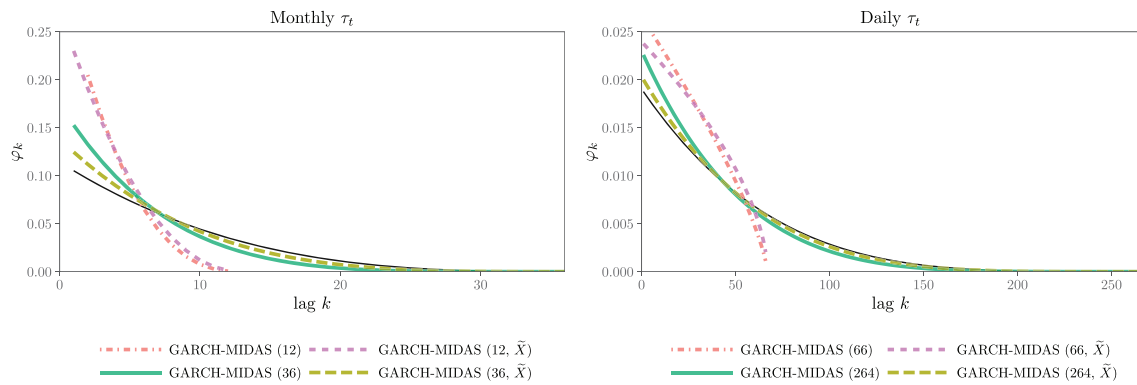 Monthly τ_t
0.25
0.20
0.15
0.10
0.05
0.00
φ_k
0 10 20 30
lag k
GARCH-MIDAS (12) GARCH-MIDAS (12, X̃)
GARCH-MIDAS (36) GARCH-MIDAS (36, X̃)
Daily τ_t
0.025
0.020
0.015
0.010
0.005
0.000
φ_k
0 50 100 150 200 250
lag k
GARCH-MIDAS (66) GARCH-MIDAS (66, X̃)
GARCH-MIDAS (264) GARCH-MIDAS (264, X̃)